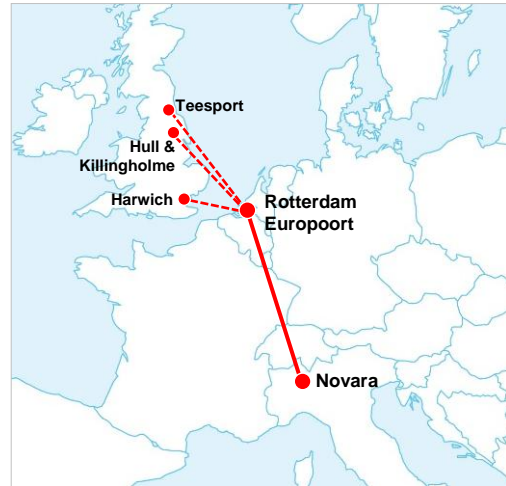 Teesport
Hull &
Killingholme
Harwich
Rotterdam
Europoort
Novara